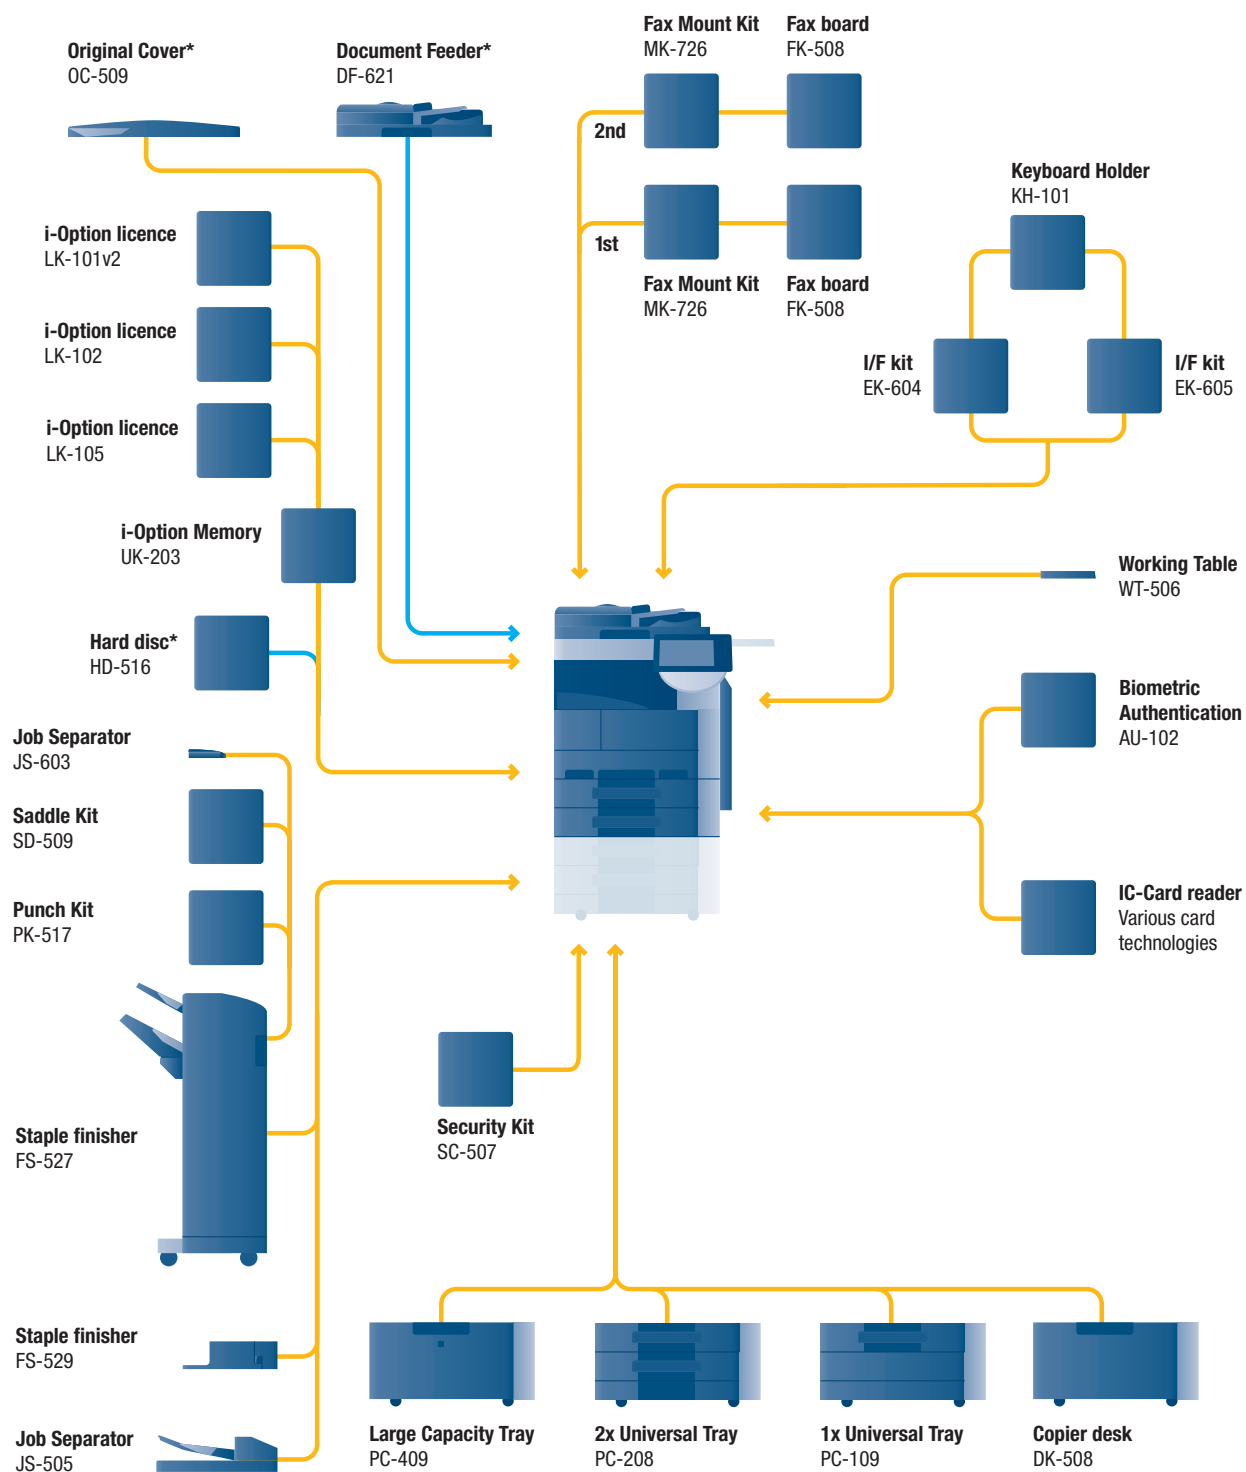 Original Cover*
OC-509
Document Feeder*
DF-621
Fax Mount Kit
MK-726
Fax board
FK-508
2nd
1st
Fax Mount Kit
MK-726
Fax board
FK-508
Keyboard Holder
KH-101
I/F kit
EK-604
I/F kit
EK-605
i-Option licence
LK-101v2
i-Option licence
LK-102
i-Option licence
LK-105
i-Option Memory
UK-203
Hard disc*
HD-516
Working Table
WT-506
Biometric
Authentication
AU-102
IC-Card reader
Various card
technologies
Job Separator
JS-603
Saddle Kit
SD-509
Punch Kit
PK-517
Staple finisher
FS-527
Security Kit
SC-507
Staple finisher
FS-529
Job Separator
JS-505
Large Capacity Tray
PC-409
2x Universal Tray
PC-208
1x Universal Tray
PC-109
Copier desk
DK-508